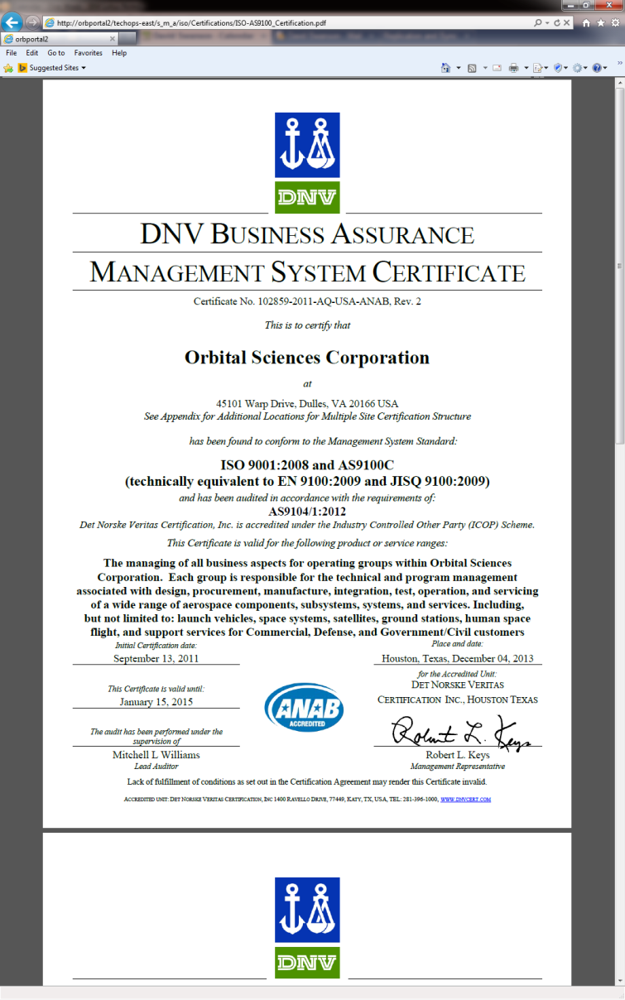 http://orbportal2/techops-east/s_m_a/iso/Certifications/ISO-AS9100_Certification.pdf
orbportal2
File Edit Go to Favorites Help
Suggested Sites
DNV
DNV BUSINESS ASSURANCE
MANAGEMENT SYSTEM CERTIFICATE
Certificate No. 102859-2011-AQ-USA-ANAB, Rev. 2
This is to certify that
Orbital Sciences Corporation
at
45101 Warp Drive, Dulles, VA 20166 USA
See Appendix for Additional Locations for Multiple Site Certification Structure
has been found to conform to the Management System Standard:
ISO 9001:2008 and AS9100C
(technically equivalent to EN 9100:2009 and JISQ 9100:2009)
and has been audited in accordance with the requirements of:
AS9104/1:2012
Det Norske Veritas Certification, Inc. is accredited under the Industry Controlled Other Party (ICOP) Scheme.
This Certificate is valid for the following product or service ranges:
The managing of all business aspects for operating groups within Orbital Sciences
Corporation. Each group is responsible for the technical and program management
associated with design, procurement, manufacture, integration, test, operation, and servicing
of a wide range of aerospace components, subsystems, systems, and services. Including,
but not limited to: launch vehicles, space systems, satellites, ground stations, human space
flight, and support services for Commercial, Defense, and Government/Civil customers
Initial Certification date:
September 13, 2011
Place and date:
Houston, Texas, December 04, 2013
for the Accredited Unit:
DET NORSKE VERITAS
CERTIFICATION INC., HOUSTON TEXAS
This Certificate is valid until:
January 15, 2015
ANAB
ACCREDITED
The audit has been performed under the
supervision of
Mitchell L Williams
Lead Auditor
Robert L. Keys
Robert L. Keys
Management Representative
Lack of fulfillment of conditions as set out in the Certification Agreement may render this Certificate invalid.
ACCREDITED UNIT: DET NORSKE VERITAS CERTIFICATION, INC 1400 RAVELLO DRIVE, 77449, KATY, TX, USA, TEL: 281-396-1000, WWW.DNVCERT.COM
DNV